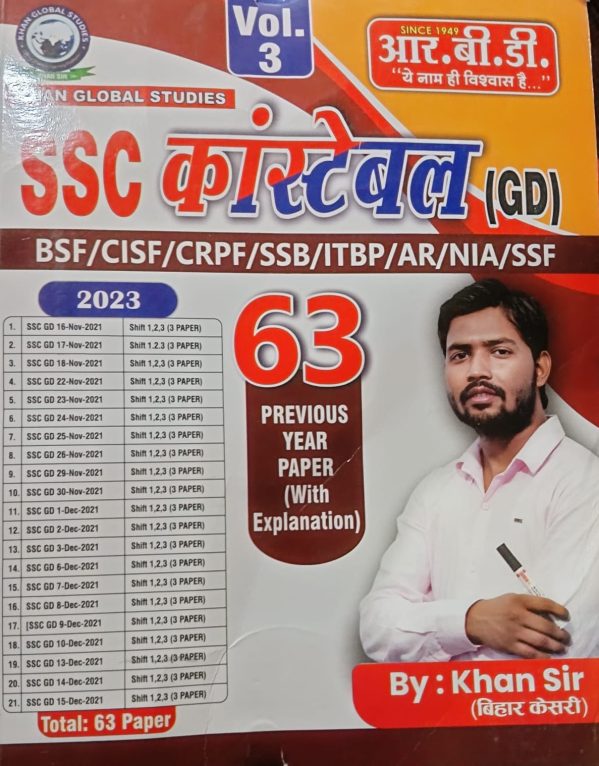 KHAN GLOBAL STUDIES
KHAN SIR
Vol.
3
SINCE 1949
आर.बी.डी.
“ये नाम ही विश्वास है...”
KHAN GLOBAL STUDIES
SSC कांस्टेबल (GD)
BSF/CISF/CRPF/SSB/ITBP/AR/NIA/SSF
2023
1. SSC GD 16-Nov-2021 Shift 1,2,3 (3 PAPER)
2. SSC GD 17-Nov-2021 Shift 1,2,3 (3 PAPER)
3. SSC GD 18-Nov-2021 Shift 1,2,3 (3 PAPER)
4. SSC GD 22-Nov-2021 Shift 1,2,3 (3 PAPER)
5. SSC GD 23-Nov-2021 Shift 1,2,3 (3 PAPER)
6. SSC GD 24-Nov-2021 Shift 1,2,3 (3 PAPER)
7. SSC GD 25-Nov-2021 Shift 1,2,3 (3 PAPER)
8. SSC GD 26-Nov-2021 Shift 1,2,3 (3 PAPER)
9. SSC GD 29-Nov-2021 Shift 1,2,3 (3 PAPER)
10. SSC GD 30-Nov-2021 Shift 1,2,3 (3 PAPER)
11. SSC GD 1-Dec-2021 Shift 1,2,3 (3 PAPER)
12. SSC GD 2-Dec-2021 Shift 1,2,3 (3 PAPER)
13. SSC GD 3-Dec-2021 Shift 1,2,3 (3 PAPER)
14. SSC GD 6-Dec-2021 Shift 1,2,3 (3 PAPER)
15. SSC GD 7-Dec-2021 Shift 1,2,3 (3 PAPER)
16. SSC GD 8-Dec-2021 Shift 1,2,3 (3 PAPER)
17. [SSC GD 9-Dec-2021 Shift 1,2,3 (3 PAPER)
18. SSC GD 10-Dec-2021 Shift 1,2,3 (3 PAPER)
19. SSC GD 13-Dec-2021 Shift 1,2,3 (3 PAPER)
20. SSC GD 14-Dec-2021 Shift 1,2,3 (3 PAPER)
21. SSC GD 15-Dec-2021 Shift 1,2,3 (3 PAPER)
Total: 63 Paper
63
PREVIOUS
YEAR
PAPER
(With
Explanation)
By : Khan Sir
(बिहार केसरी)